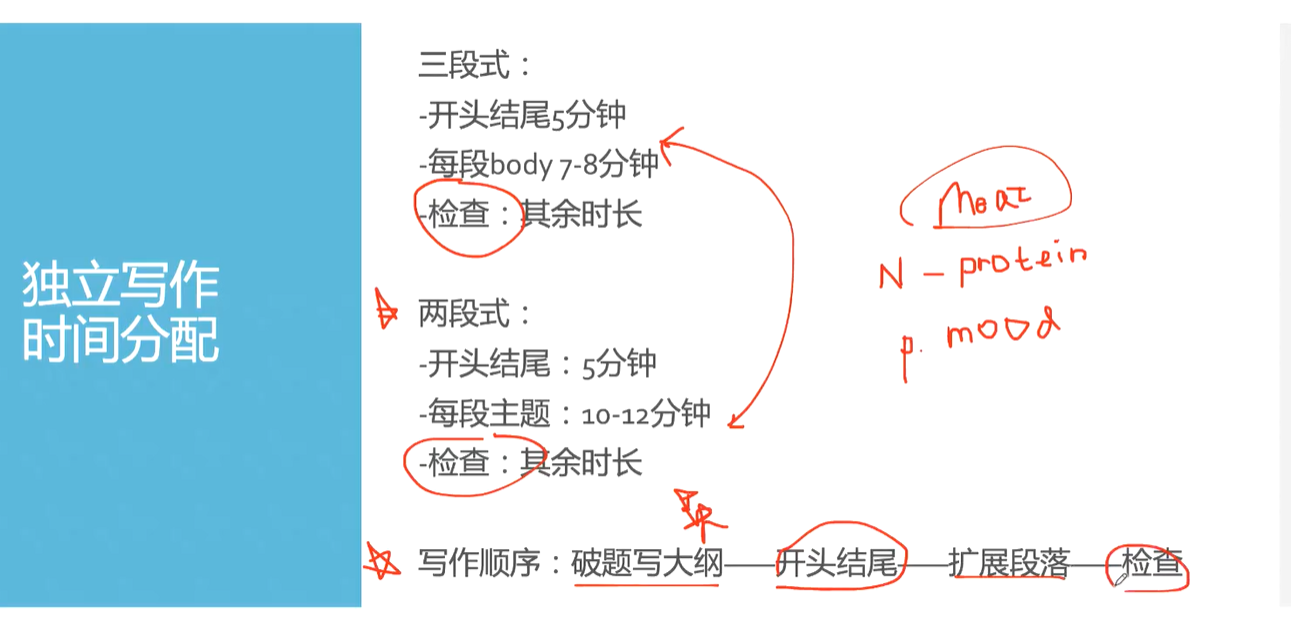 独立写作
时间分配
三段式：
-开头结尾5分钟
-每段body 7-8分钟
-检查：其余时长
两段式：
-开头结尾：5分钟
-每段主题：10-12分钟
-检查：其余时长
写作顺序：破题写大纲——开头结尾——扩展段落——检查
meat
N - protein
p. mood